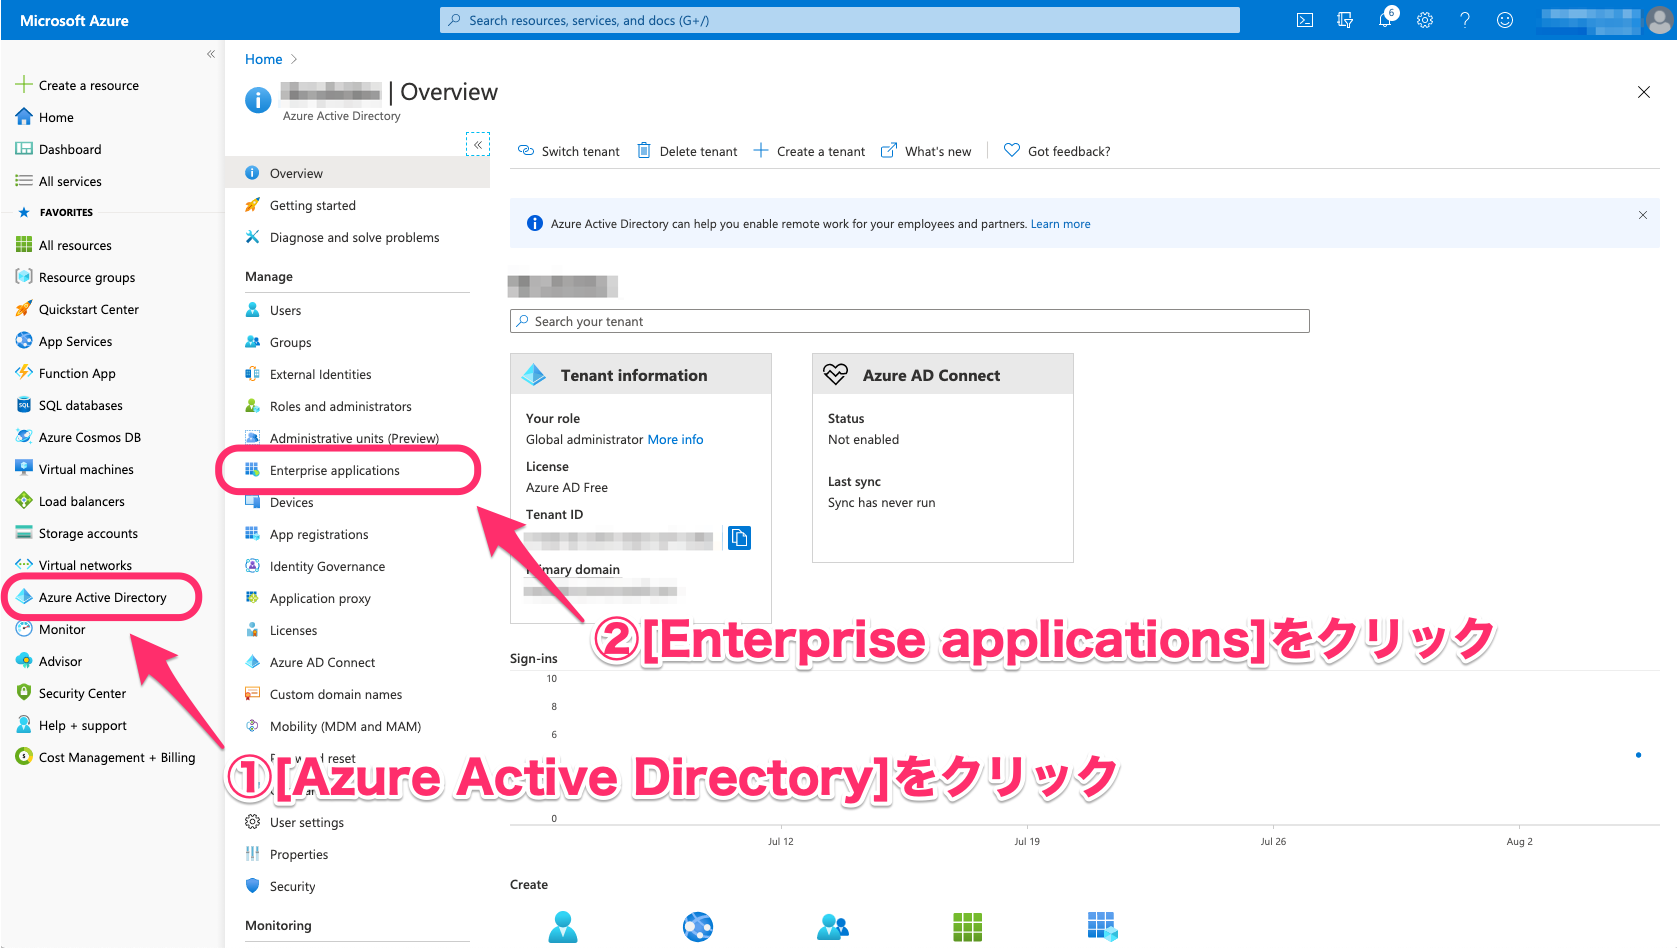 Microsoft Azure
Search resources, services, and docs (G+/)
6
Create a resource
Home
Dashboard
All services
FAVORITES
All resources
Resource groups
Quickstart Center
App Services
Function App
SQL databases
Azure Cosmos DB
Virtual machines
Load balancers
Storage accounts
Virtual networks
Azure Active Directory
Monitor
Advisor
Security Center
Help + support
Cost Management + Billing
Home
| Overview
Azure Active Directory
Overview
Getting started
Diagnose and solve problems
Manage
Users
Groups
External Identities
Roles and administrators
Administrative units (Preview)
Enterprise applications
Devices
App registrations
Identity Governance
Application proxy
Licenses
Azure AD Connect
Custom domain names
Mobility (MDM and MAM)
reset
User settings
Properties
Security
Monitoring
Switch tenant
Delete tenant
Create a tenant
What's new
Got feedback?
Azure Active Directory can help you enable remote work for your employees and partners. Learn more
Search your tenant
Tenant information
Your role
Global administrator More info
License
Azure AD Free
Tenant ID
Primary domain
Azure AD Connect
Status
Not enabled
Last sync
Sync has never run
②[Enterprise applications]をクリック
①[Azure Active Directory]をクリック
Sign-ins
10
8
6
0
Jul 12
Jul 19
Jul 26
Aug 2
Create